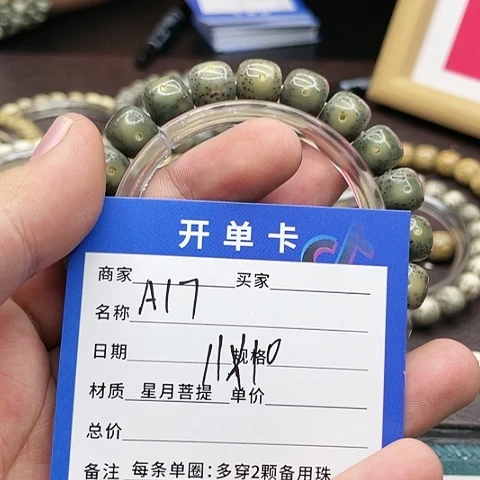 开单卡
商家 买家
名称 A17
日期 规格 11X10
材质 星月菩提 单价
总价
备注 每条单圈:多穿2颗备用珠